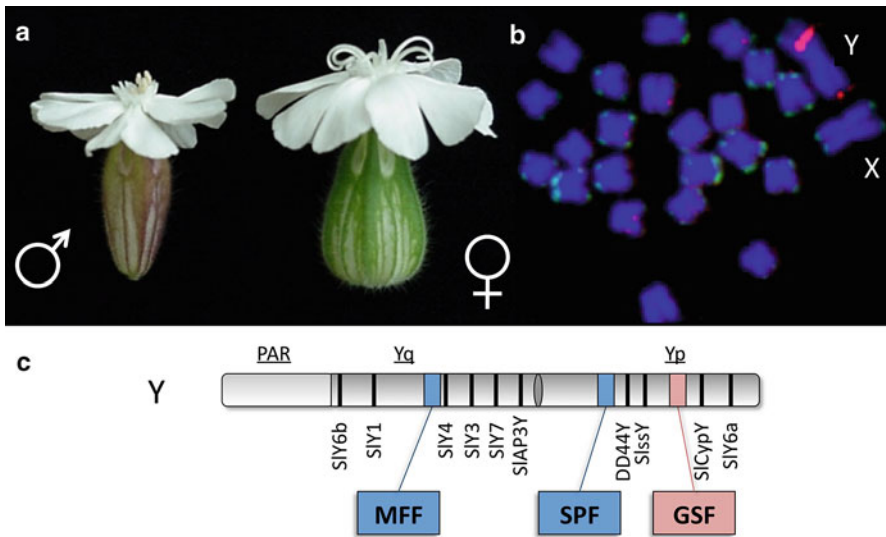 a
b
Y
X
♂
♀
c
PAR
Yq
Yp
Y
SlY6b
SlY1
SlY4
SlY3
SlY7
SlAP3Y
DD44Y
SlssY
SlCypY
SlY6a
MFF
SPF
GSF